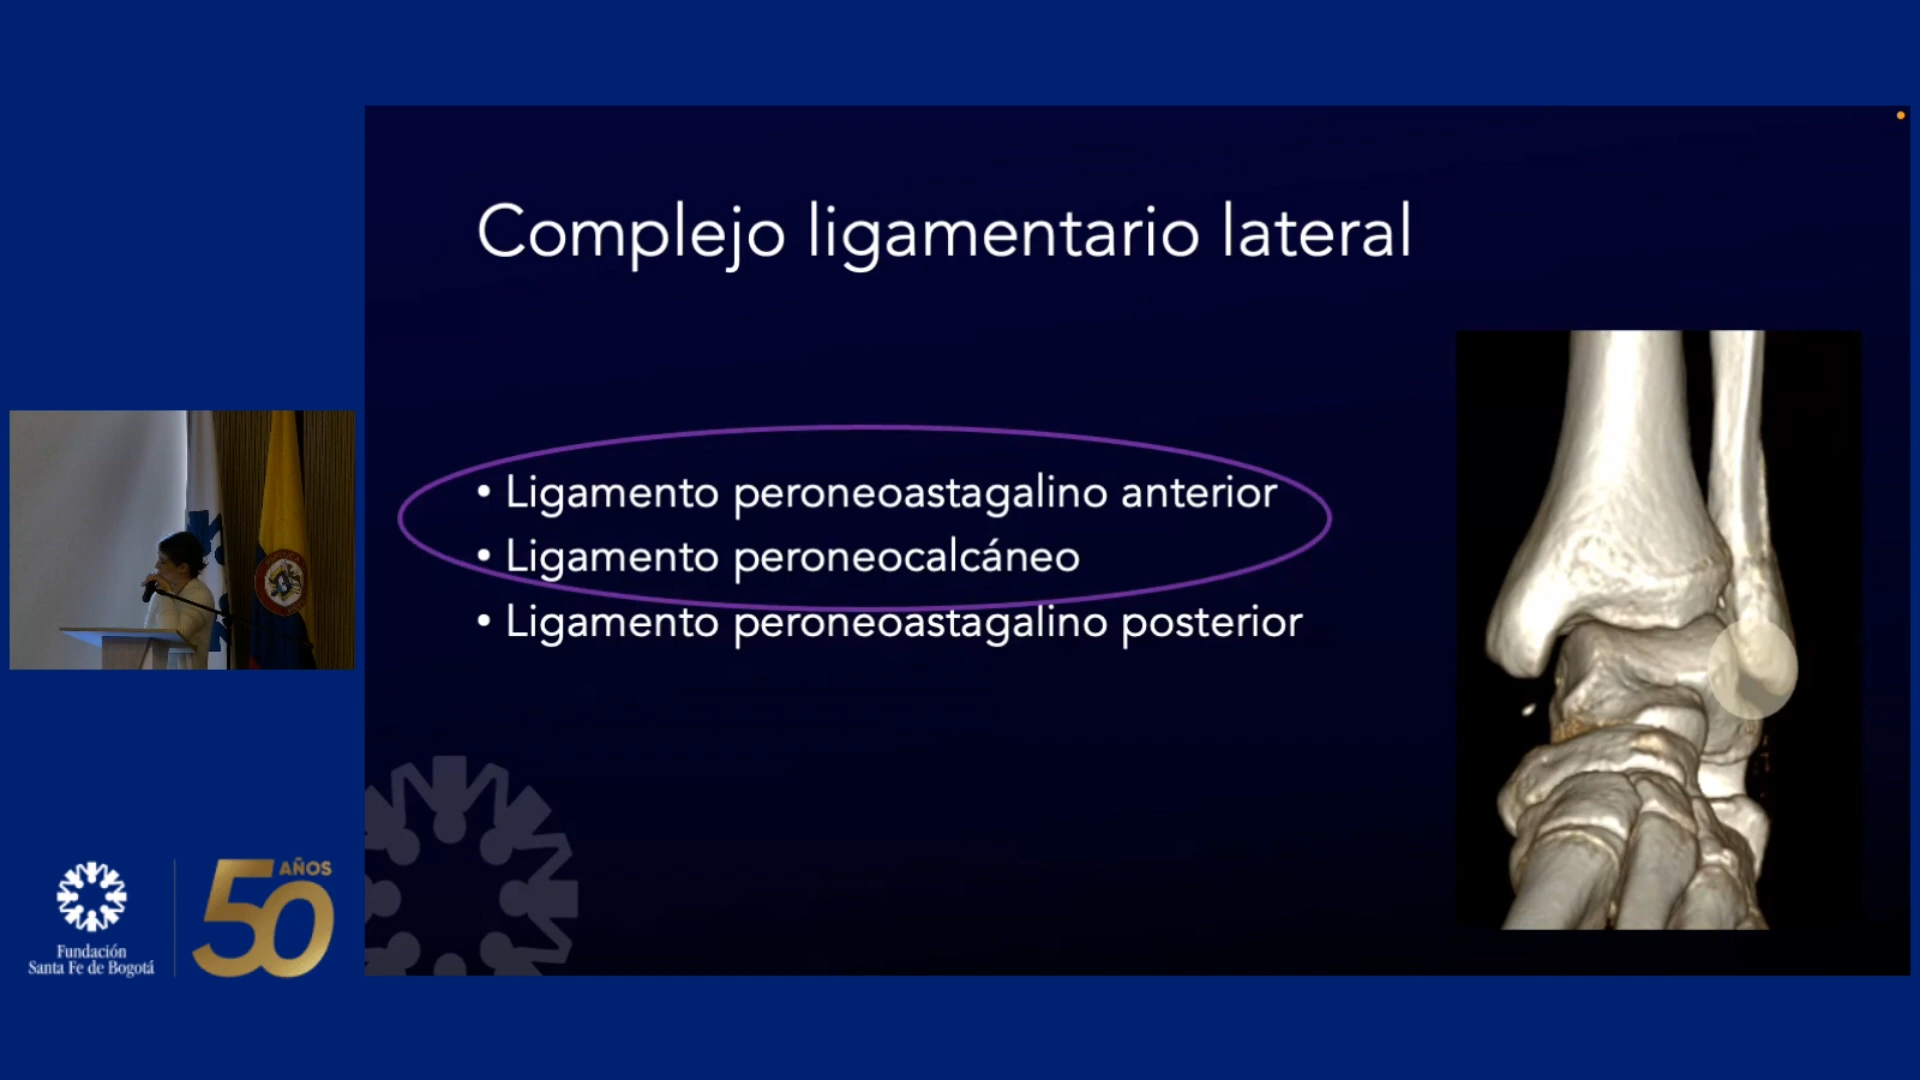 Complejo ligamentario lateral
• Ligamento peroneoastagalino anterior
• Ligamento peroneocalcáneo
• Ligamento peroneoastagalino posterior
Fundación
Santa Fe de Bogotá
50 AÑOS